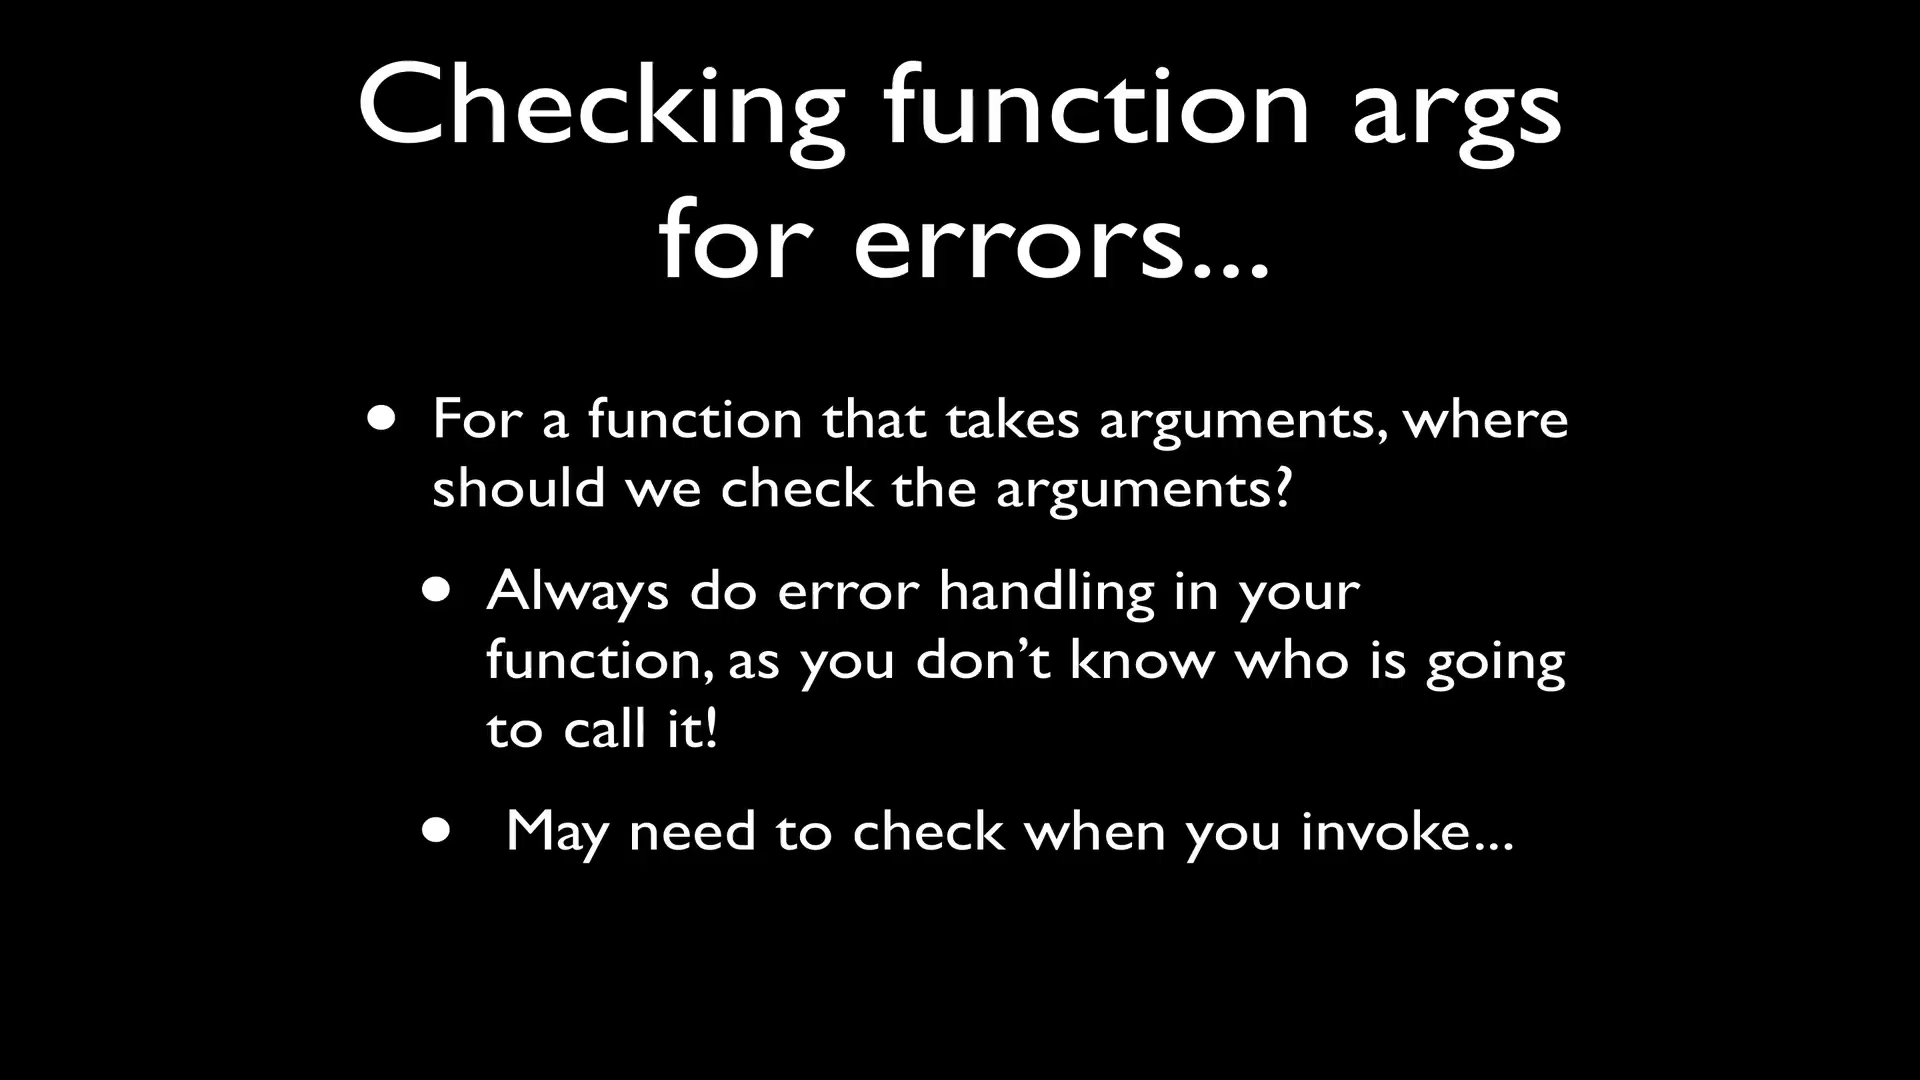 Checking function args
for errors...
• For a function that takes arguments, where
should we check the arguments?
• Always do error handling in your
function, as you don’t know who is going
to call it!
• May need to check when you invoke...